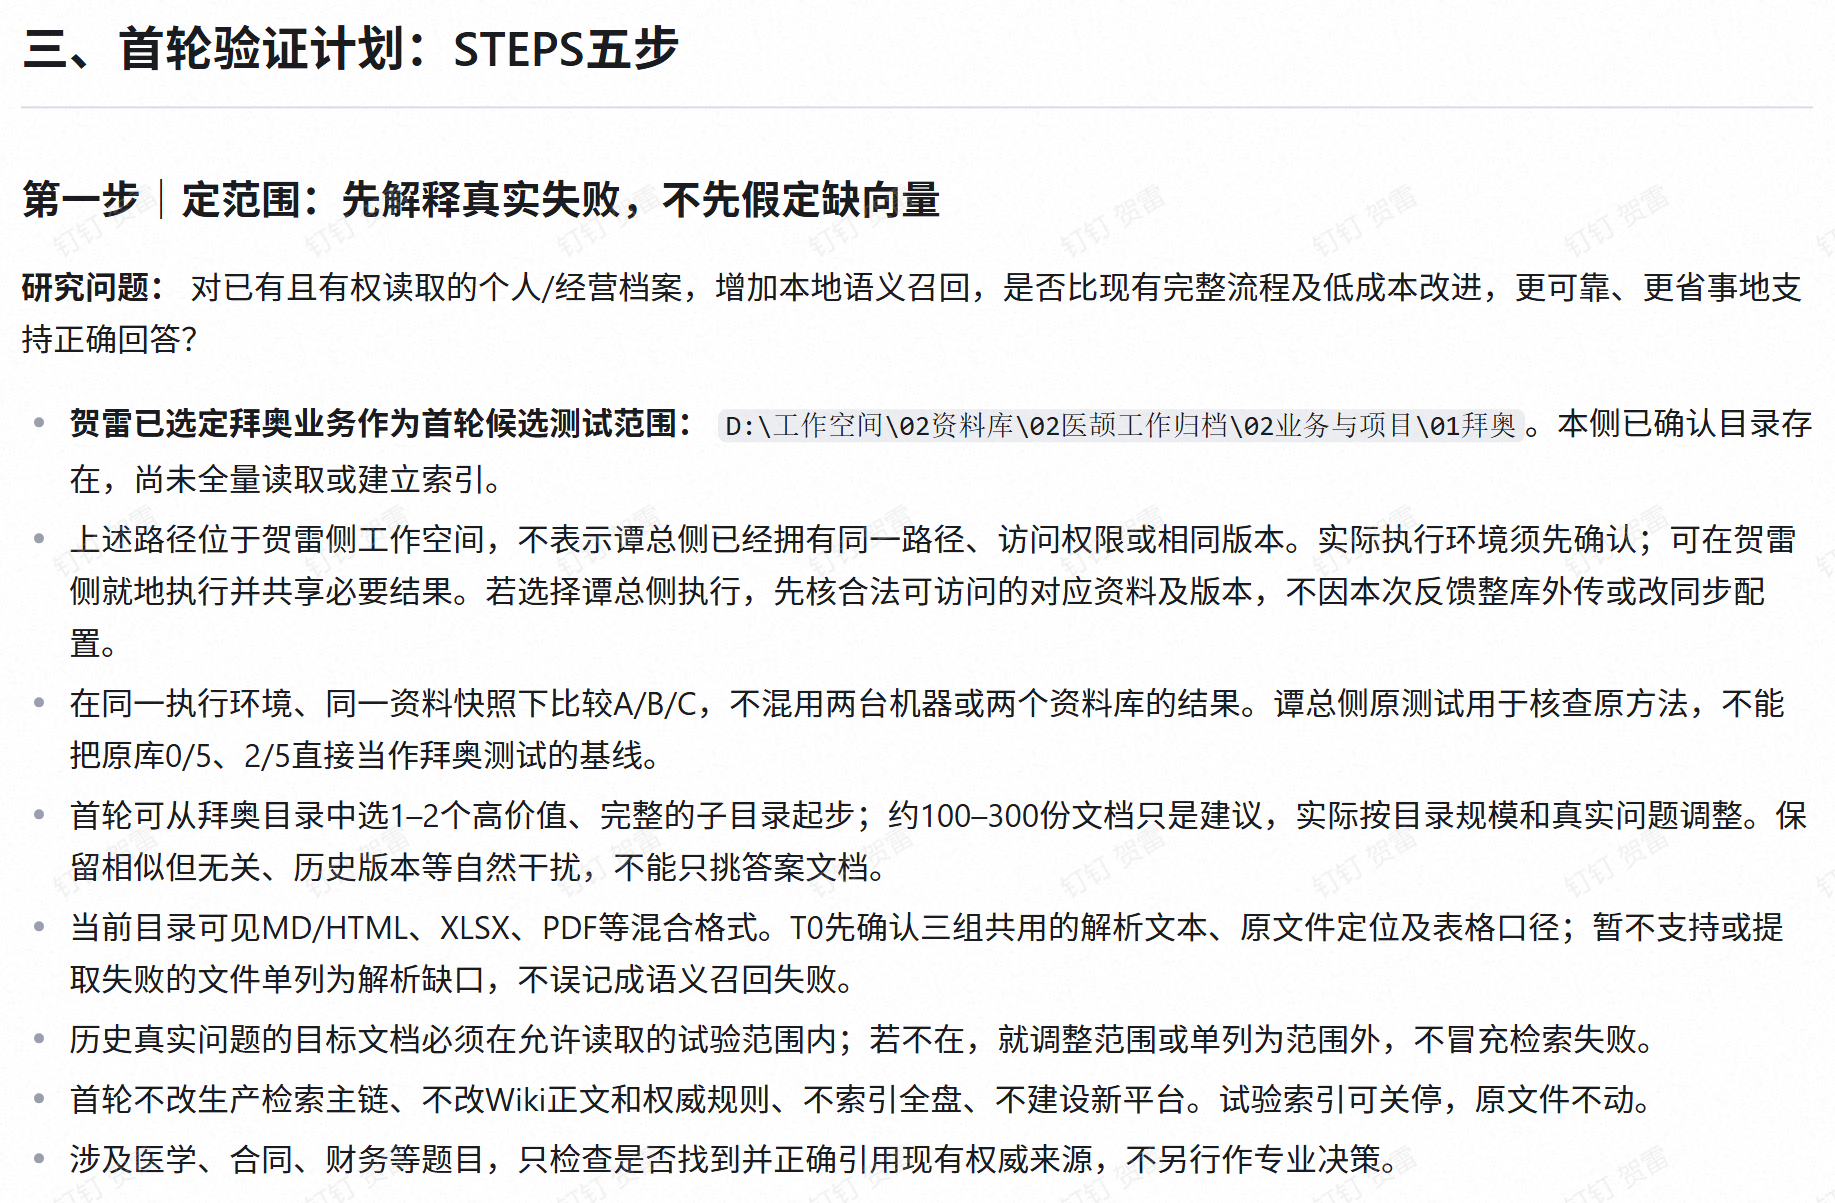 三、首轮验证计划：STEPS五步
第一步｜定范围：先解释真实失败，不先假定缺向量
研究问题： 对已有且有权读取的个人/经营档案，增加本地语义召回，是否比现有完整流程及低成本改进，更可靠、更省事地支
持正确回答？
贺雷已选定拜奥业务作为首轮候选测试范围： D:\工作空间\02资料库\02医颉工作归档\02业务与项目\01拜奥 。本侧已确认目录存
在，尚未全量读取或建立索引。
上述路径位于贺雷侧工作空间，不表示谭总侧已经拥有同一路径、访问权限或相同版本。实际执行环境须先确认；可在贺雷
侧就地执行并共享必要结果。若选择谭总侧执行，先核合法可访问的对应资料及版本，不因本次反馈整库外传或改同步配
置。
在同一执行环境、同一资料快照下比较A/B/C，不混用两台机器或两个资料库的结果。谭总侧原测试用于核查原方法，不能
把原库0/5、2/5直接当作拜奥测试的基线。
首轮可从拜奥目录中选1–2个高价值、完整的子目录起步；约100–300份文档只是建议，实际按目录规模和真实问题调整。保
留相似但无关、历史版本等自然干扰，不能只挑答案文档。
当前目录可见MD/HTML、XLSX、PDF等混合格式。T0先确认三组共用的解析文本、原文件定位及表格口径；暂不支持或提
取失败的文件单列为解析缺口，不误记成语义召回失败。
历史真实问题的目标文档必须在允许读取的试验范围内；若不在，就调整范围或单列为范围外，不冒充检索失败。
首轮不改生产检索主链、不改Wiki正文和权威规则、不索引全盘、不建设新平台。试验索引可关停，原文件不动。
涉及医学、合同、财务等题目，只检查是否找到并正确引用现有权威来源，不另行作专业决策。
钉钉 贺雷